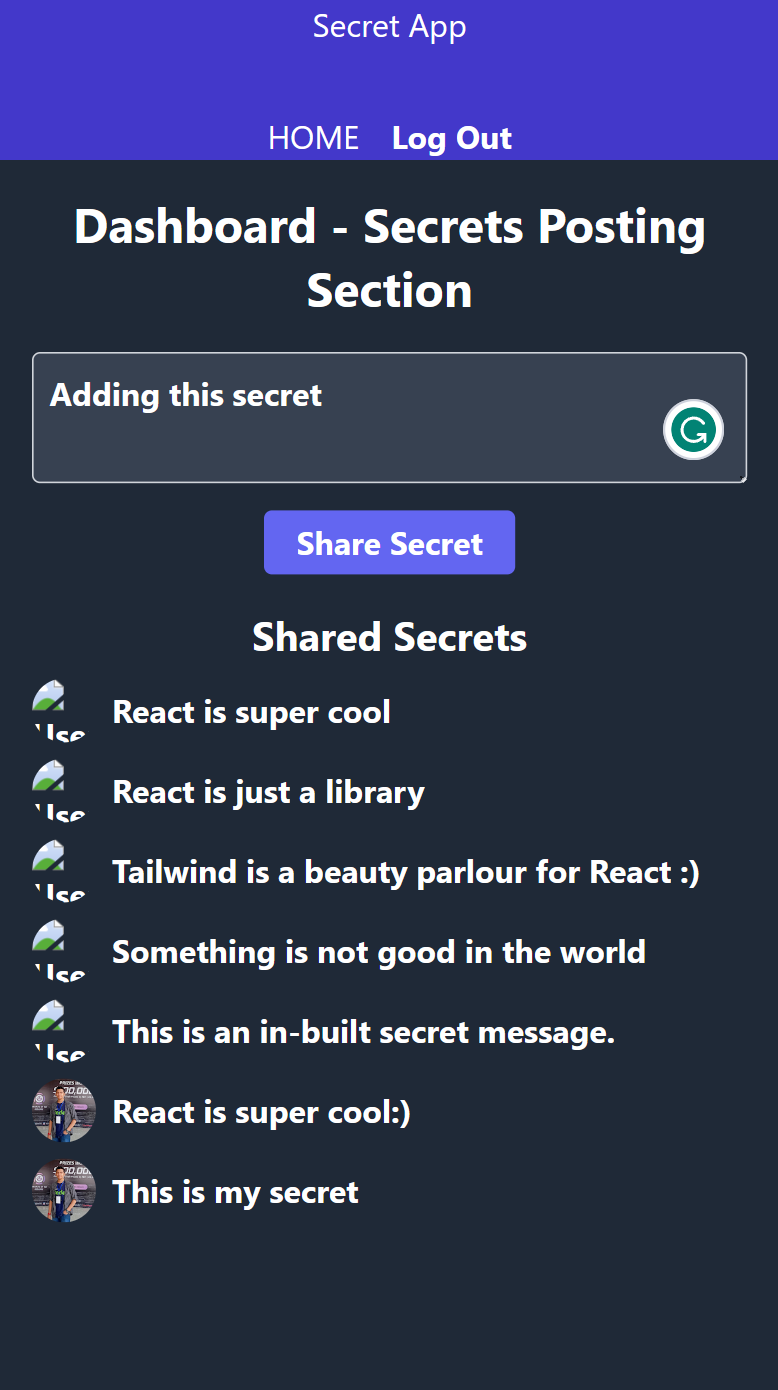 Secret App
HOME Log Out
Dashboard - Secrets Posting
Section
Adding this secret
Share Secret
Shared Secrets
React is super cool
React is just a library
Tailwind is a beauty parlour for React :)
Something is not good in the world
This is an in-built secret message.
React is super cool:)
This is my secret